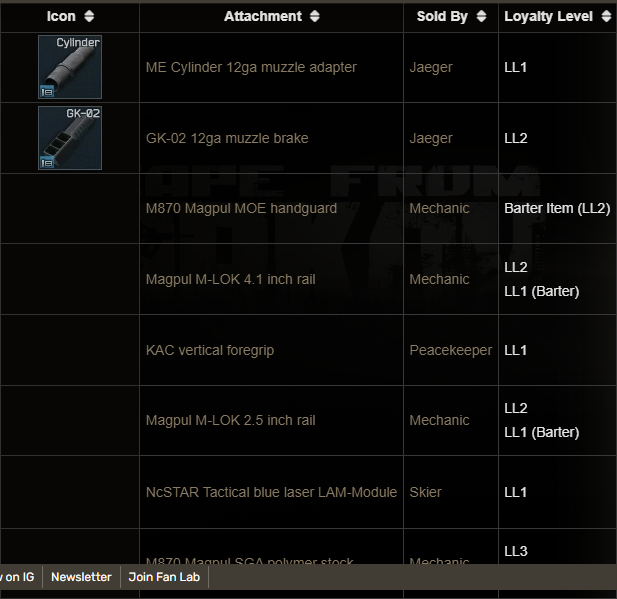 Icon Attachment Sold By Loyalty Level
Cylinder
ME Cylinder 12ga muzzle adapter Jaeger LL1
GK-02
GK-02 12ga muzzle brake Jaeger LL2
APE FROM
M870 Magpul MOE handguard Mechanic Barter Item (LL2)
LL2
Magpul M-LOK 4.1 inch rail Mechanic
LL1 (Barter)
KAC vertical foregrip Peacekeeper LL1
LL2
Magpul M-LOK 2.5 inch rail Mechanic
LL1 (Barter)
NcSTAR Tactical blue laser LAM-Module Skier LL1
LL3
M870 Magpul SGA polymer stock Mechanic
on IG Newsletter Join Fan Lab